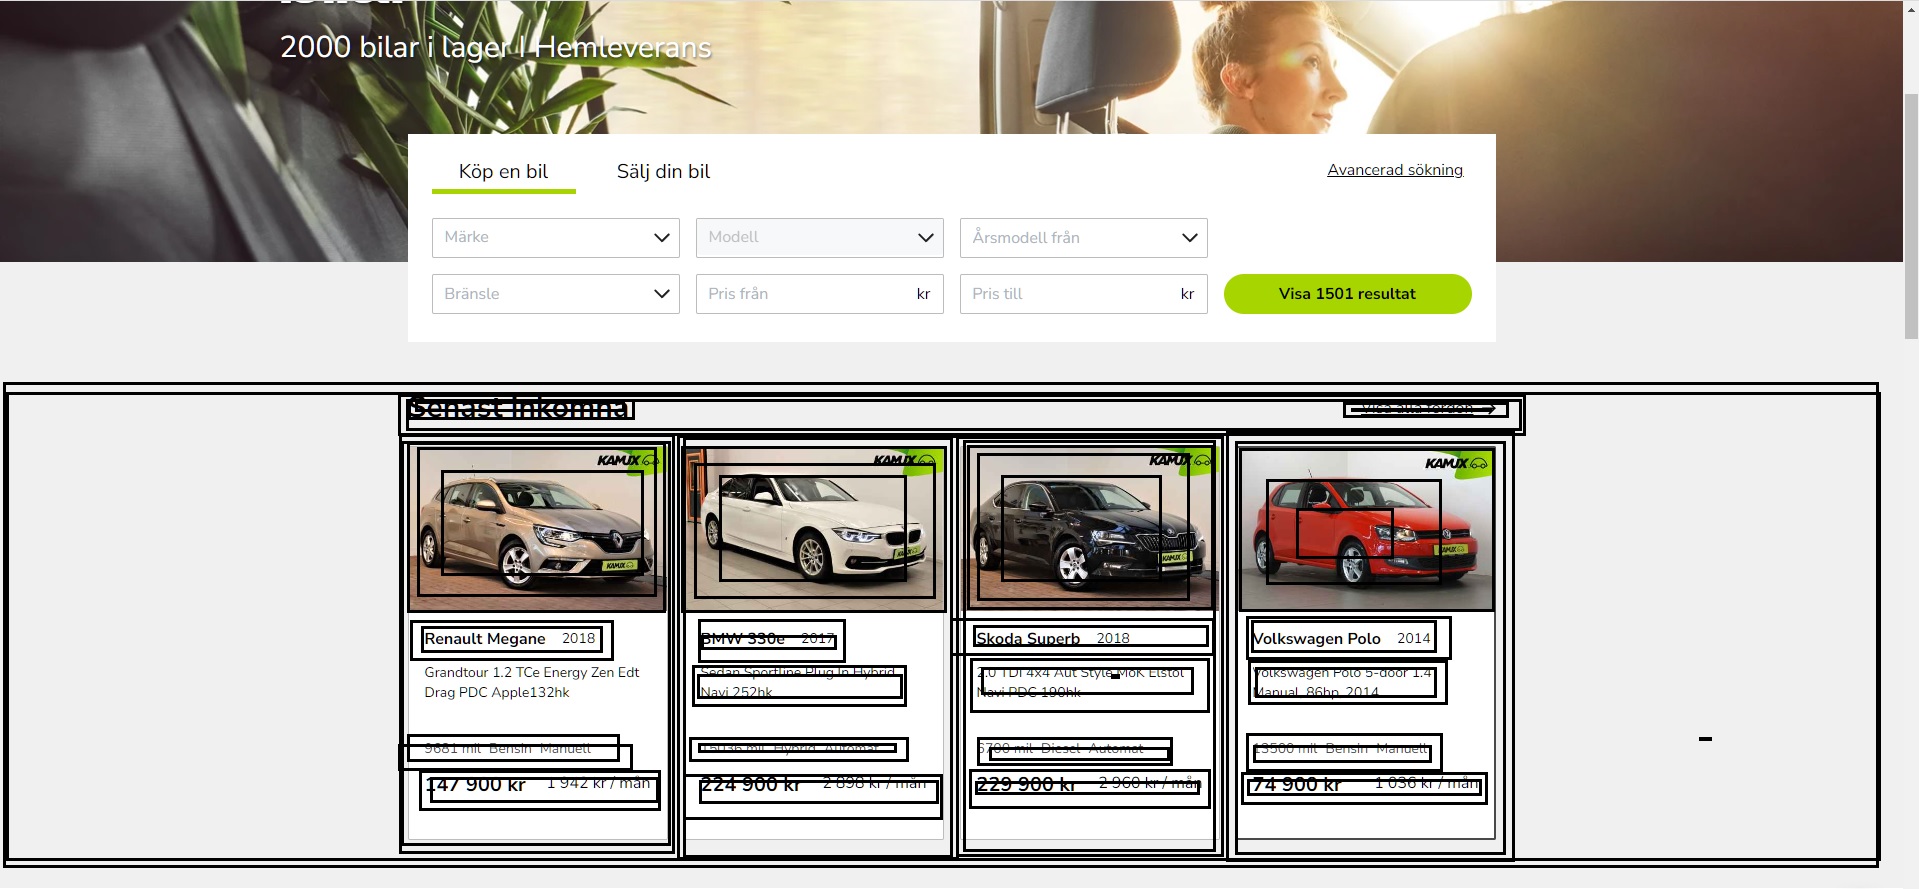 2000 bilar i lager | Hemleverans
Köp en bil
Sälj din bil
Avancerad sökning
Märke
Modell
Årsmodell från
Bränsle
Pris från
kr
Pris till
kr
Visa 1501 resultat
Senast inkomna
Visa alla fordon →
KAMUX
KAMUX
KAMUX
KAMUX
KAMUX
KAMUX
KAMUX
KAMUX
Renault Megane 2018
Grandtour 1.2 TCe Energy Zen Edt
Drag PDC Apple132hk
9681 mil Bensin Manuell
147 900 kr 1 942 kr / mån
BMW 330e 2017
Sedan Sportline Plug In Hybrid
Navi 252hk
15036 mil Hybrid Automat
224 900 kr 2 898 kr / mån
Skoda Superb 2018
2.0 TDI 4x4 Aut Style MoK Elstol
Navi PDC 190hk
6700 mil Diesel Automat
229 900 kr 2 960 kr / mån
Volkswagen Polo 2014
Volkswagen Polo 5-door 1.4
Manual, 86hp, 2014
13500 mil Bensin Manuell
74 900 kr 1 036 kr / mån